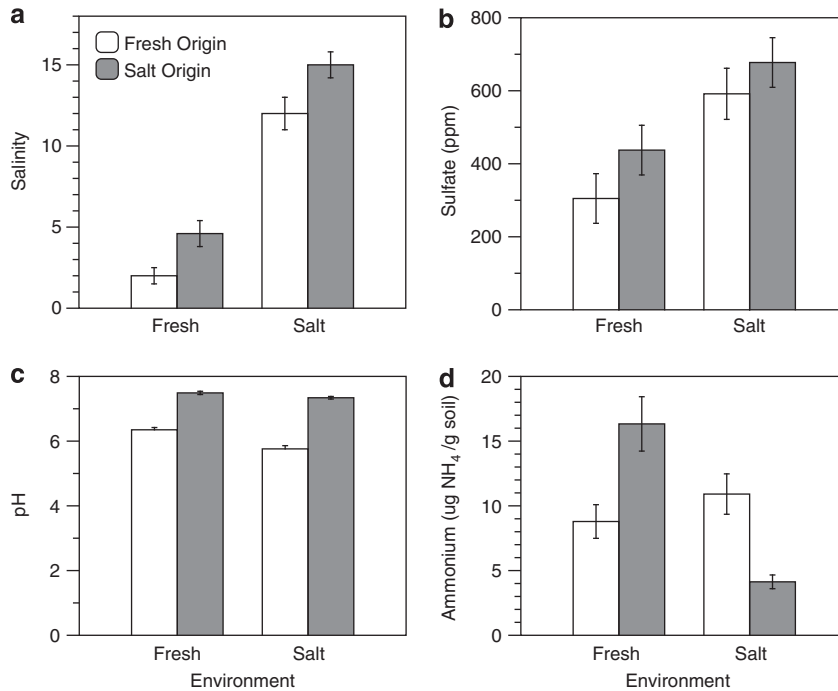 a
Fresh Origin
Salt Origin
15
10
5
0
Salinity
Fresh Salt
b
800
600
400
200
0
Sulfate (ppm)
Fresh Salt
c
8
6
4
2
0
pH
Fresh Salt
Environment
d
20
15
10
5
0
Ammonium (ug NH4 /g soil)
Fresh Salt
Environment